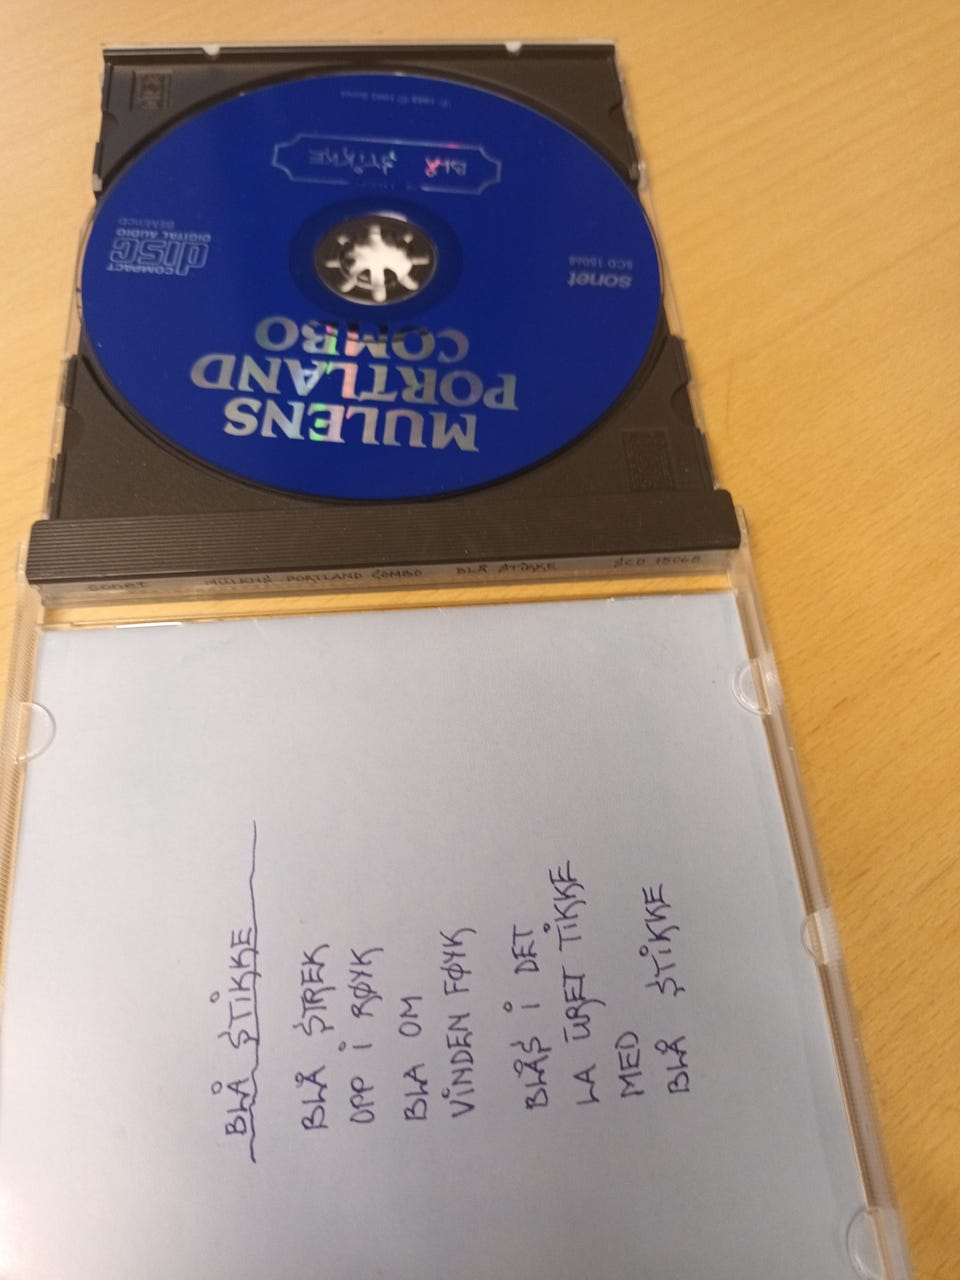 MULENS
PORTLAND
COMBO
sonet
SCD 15068
COMPACT
disc
DIGITAL AUDIO
BLÅ STIKKE
sonet MULENS PORTLAND COMBO BLÅ STIKKE SCD 15068
BLÅ STIKKE
BLÅ STREK
OPP I RØYK
BLA OM
VINDEN FØYK
BLÅS I DET
LA URET TIKKE
MED
BLÅ STIKKE